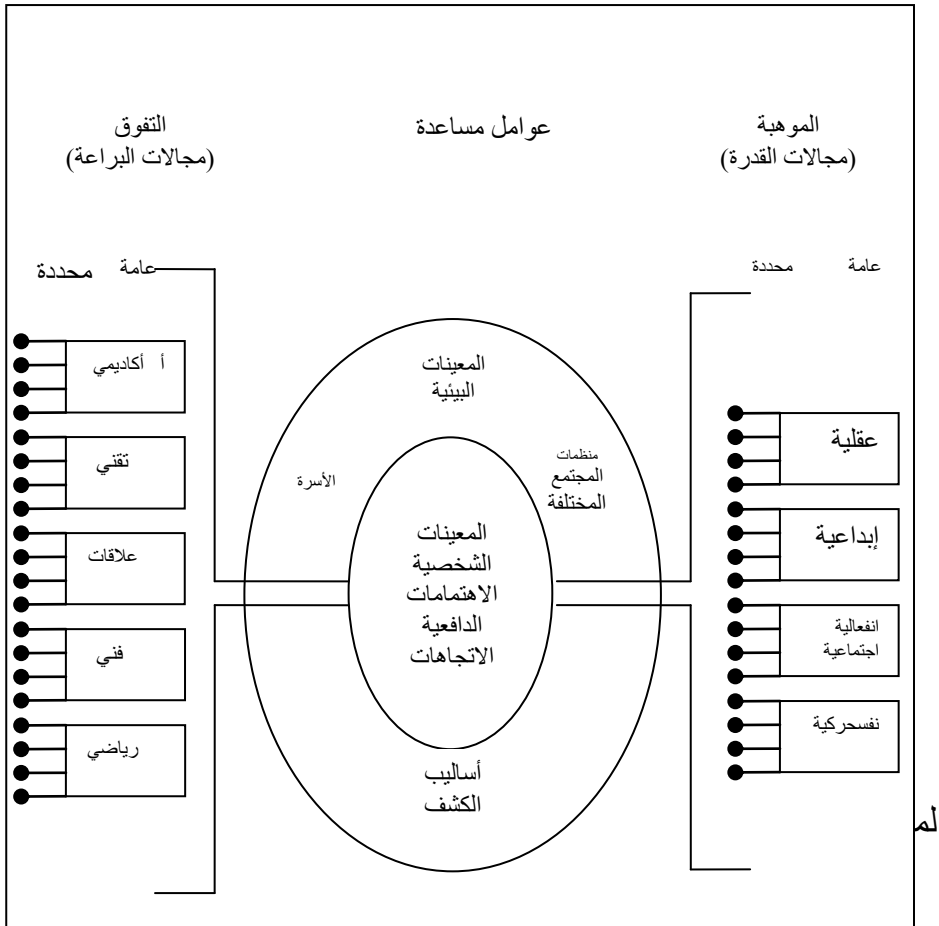 الموهبة
(مجالات القدرة)
عوامل مساعدة
التفوق
(مجالات البراعة)
عامة محددة
عامة محددة
عقلية
إبداعية
انفعالية
اجتماعية
نفسحركية
المعينات
البيئية
منظمات
المجتمع
المختلفة
الأسرة
المعينات
الشخصية
الاهتمامات
الدافعية
الاتجاهات
أساليب
الكشف
أ أكاديمي
تقني
علاقات
فني
رياضي
لم